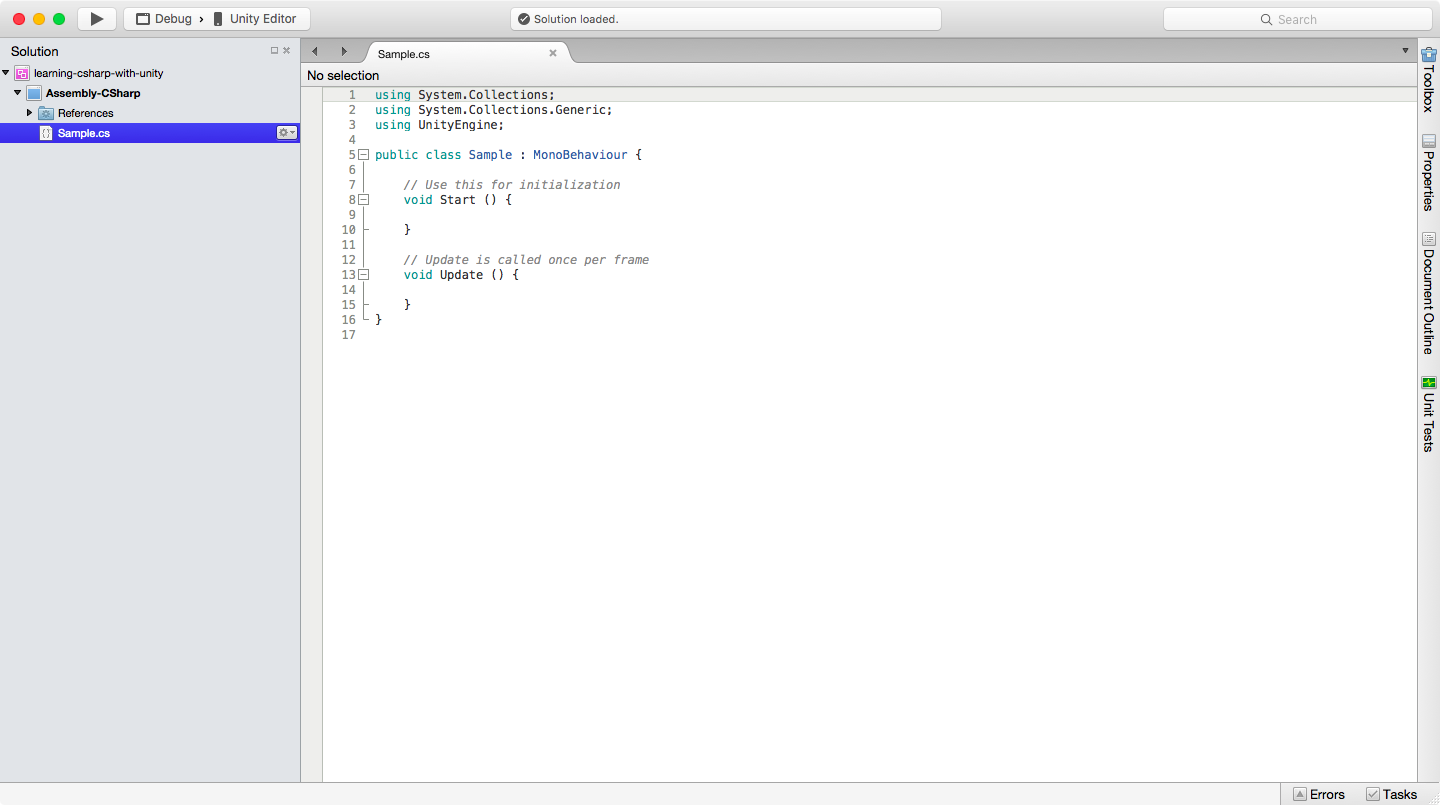 Debug › Unity Editor
Solution loaded.
Search
Solution
learning-csharp-with-unity
Assembly-CSharp
References
Sample.cs
Sample.cs
No selection
1 using System.Collections;
2 using System.Collections.Generic;
3 using UnityEngine;
4
5 public class Sample : MonoBehaviour {
6
7 // Use this for initialization
8 void Start () {
9
10 }
11
12 // Update is called once per frame
13 void Update () {
14
15 }
16 }
17
Toolbox
Properties
Document Outline
Unit Tests
Errors
Tasks